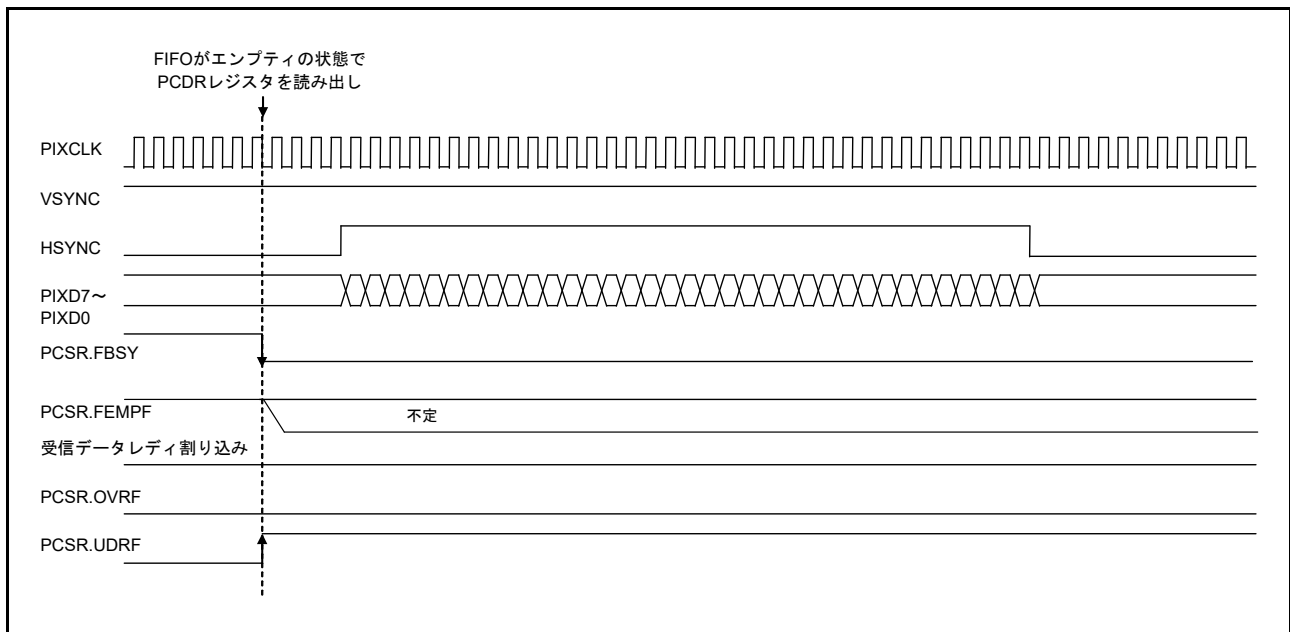 FIFOがエンプティの状態で
PCDRレジスタを読み出し
PIXCLK
VSYNC
HSYNC
PIXD7～
PIXD0
PCSR.FBSY
PCSR.FEMPF
不定
受信データレディ割り込み
PCSR.OVRF
PCSR.UDRF